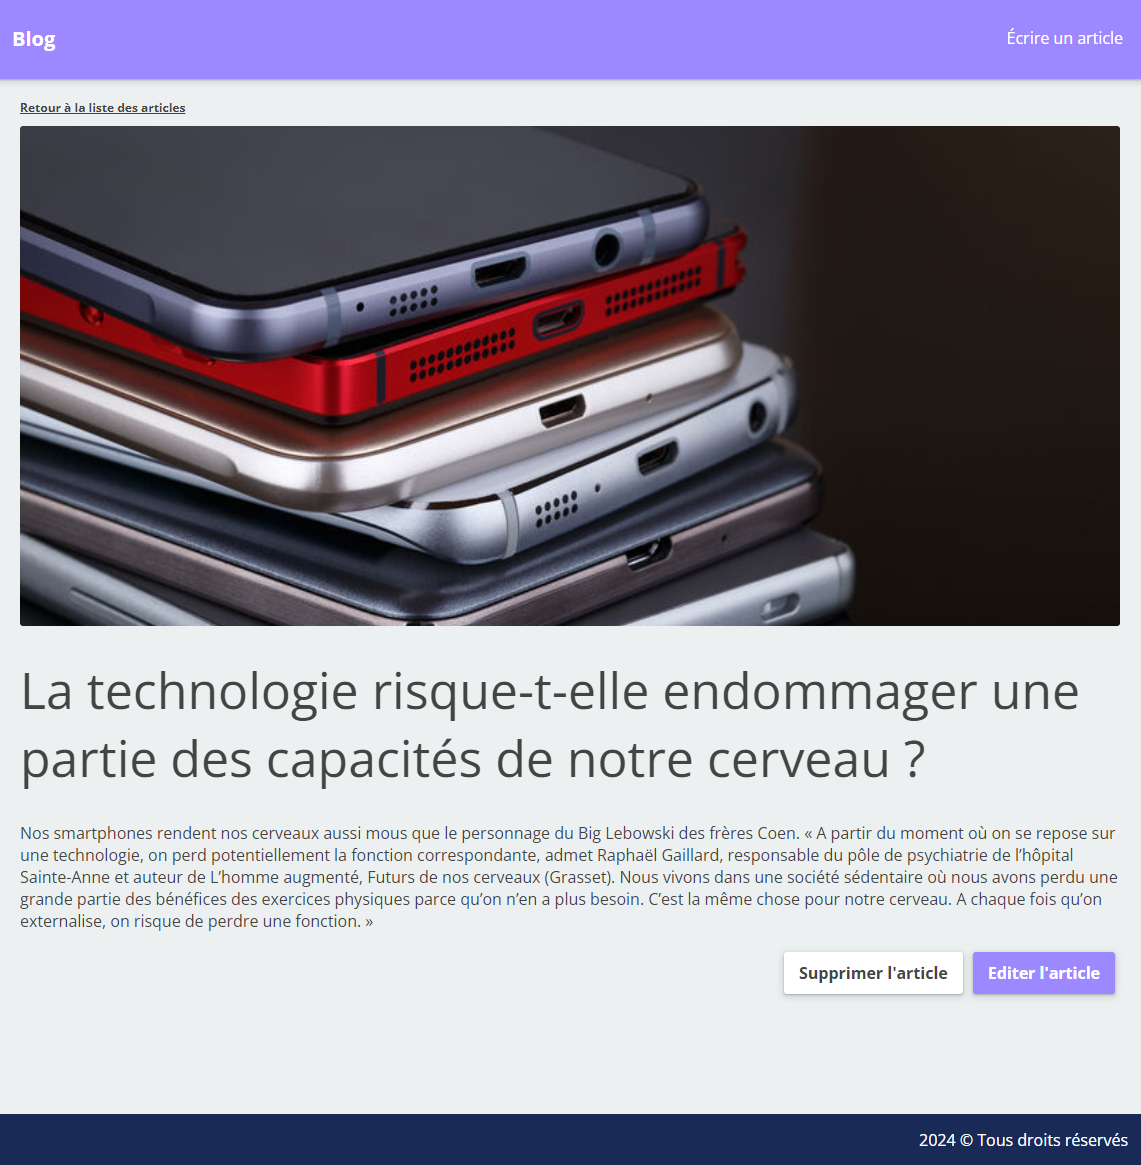 Blog
Écrire un article
Retour à la liste des articles
La technologie risque-t-elle endommager une
partie des capacités de notre cerveau ?
Nos smartphones rendent nos cerveaux aussi mous que le personnage du Big Lebowski des frères Coen. « A partir du moment où on se repose sur
une technologie, on perd potentiellement la fonction correspondante, admet Raphaël Gaillard, responsable du pôle de psychiatrie de l’hôpital
Sainte-Anne et auteur de L’homme augmenté, Futurs de nos cerveaux (Grasset). Nous vivons dans une société sédentaire où nous avons perdu une
grande partie des bénéfices des exercices physiques parce qu’on n’en a plus besoin. C’est la même chose pour notre cerveau. A chaque fois qu’on
externalise, on risque de perdre une fonction. »
Supprimer l'article
Editer l'article
2024 © Tous droits réservés